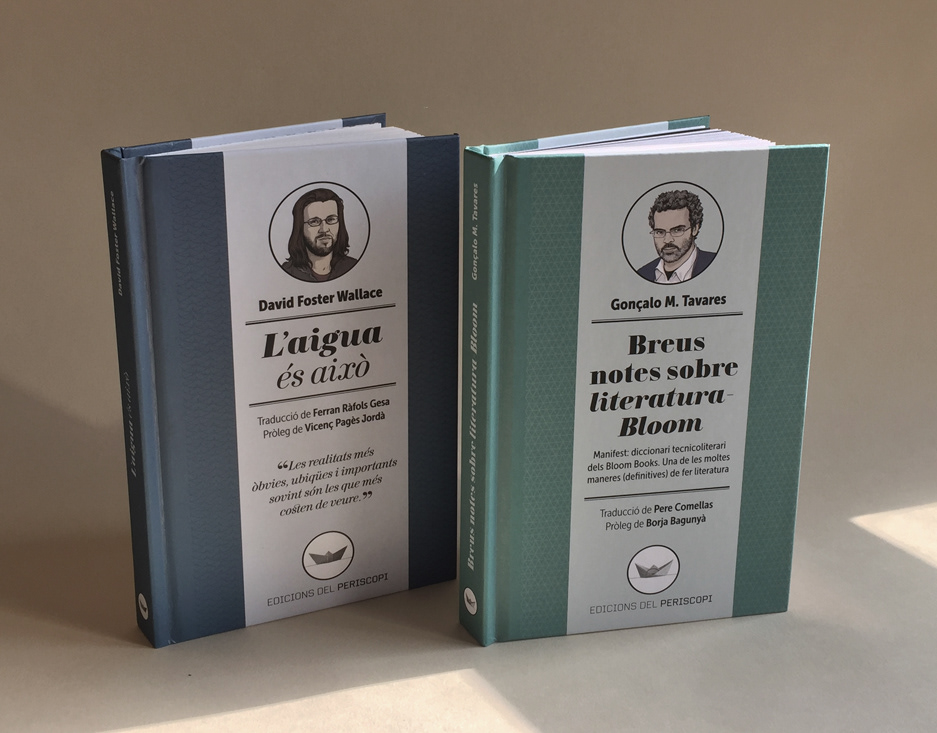 David Foster Wallace
L'aigua és això
David Foster Wallace
L'aigua
és això
Traducció de Ferran Ràfols Gesa
Pròleg de Vicenç Pagès Jordà
“Les realitats més
òbvies, ubiqües i importants
sovint són les que més
costen de veure.”
EDICIONS DEL PERISCOPI
Gonçalo M. Tavares
Breus notes sobre literatura-Bloom
Gonçalo M. Tavares
Breus
notes sobre
literatura-
Bloom
Manifest: diccionari tecnicoliterari
dels Bloom Books. Una de les moltes
maneres (definitives) de fer literatura
Traducció de Pere Comellas
Pròleg de Borja Bagunyà
EDICIONS DEL PERISCOPI